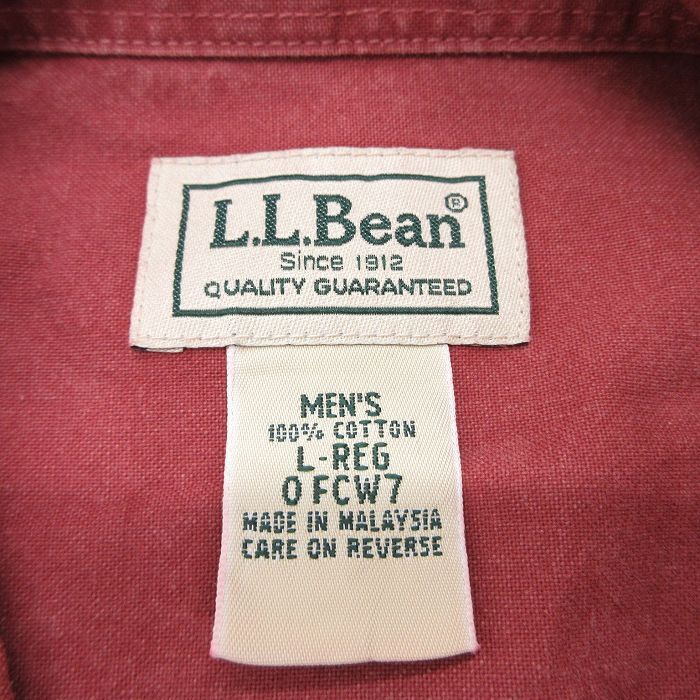 L.L.Bean®
Since 1912
QUALITY GUARANTEED
MEN'S
100% COTTON
L-REG
0 FCW7
MADE IN MALAYSIA
CARE ON REVERSE